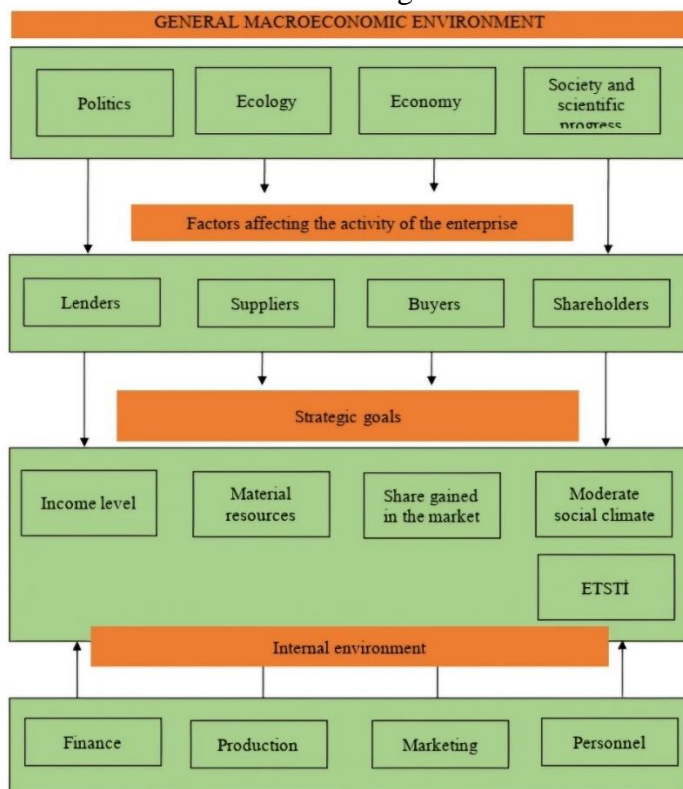 GENERAL MACROECONOMIC ENVIRONMENT
Politics
Ecology
Economy
Society and
scientific
progress
Factors affecting the activity of the enterprise
Lenders
Suppliers
Buyers
Shareholders
Strategic goals
Income level
Material
resources
Share gained
in the market
Moderate
social climate
ETSTİ
Internal environment
Finance
Production
Marketing
Personnel